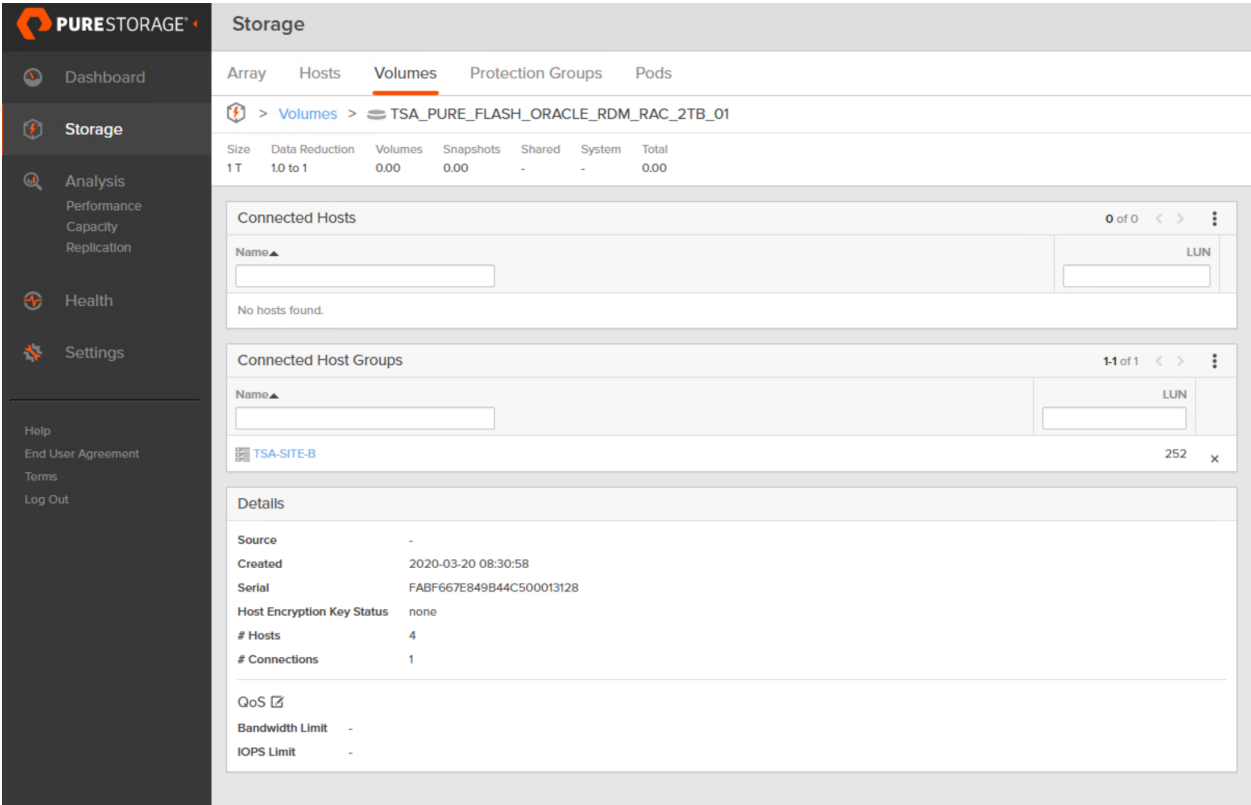 PURESTORAGE®
Storage
Dashboard
Storage
Analysis
Performance
Capacity
Replication
Health
Settings
Help
End User Agreement
Terms
Log Out
Array Hosts Volumes Protection Groups Pods
> Volumes > TSA_PURE_FLASH_ORACLE_RDM_RAC_2TB_01
Size Data Reduction Volumes Snapshots Shared System Total
1 T 1.0 to 1 0.00 0.00 - - 0.00
Connected Hosts 0 of 0 < >
Name▲ LUN
No hosts found.
Connected Host Groups 1-1 of 1 < >
Name▲ LUN
TSA-SITE-B 252 ×
Details
Source -
Created 2020-03-20 08:30:58
Serial FABF667E849B44C500013128
Host Encryption Key Status none
# Hosts 4
# Connections 1
QoS
Bandwidth Limit -
IOPS Limit -